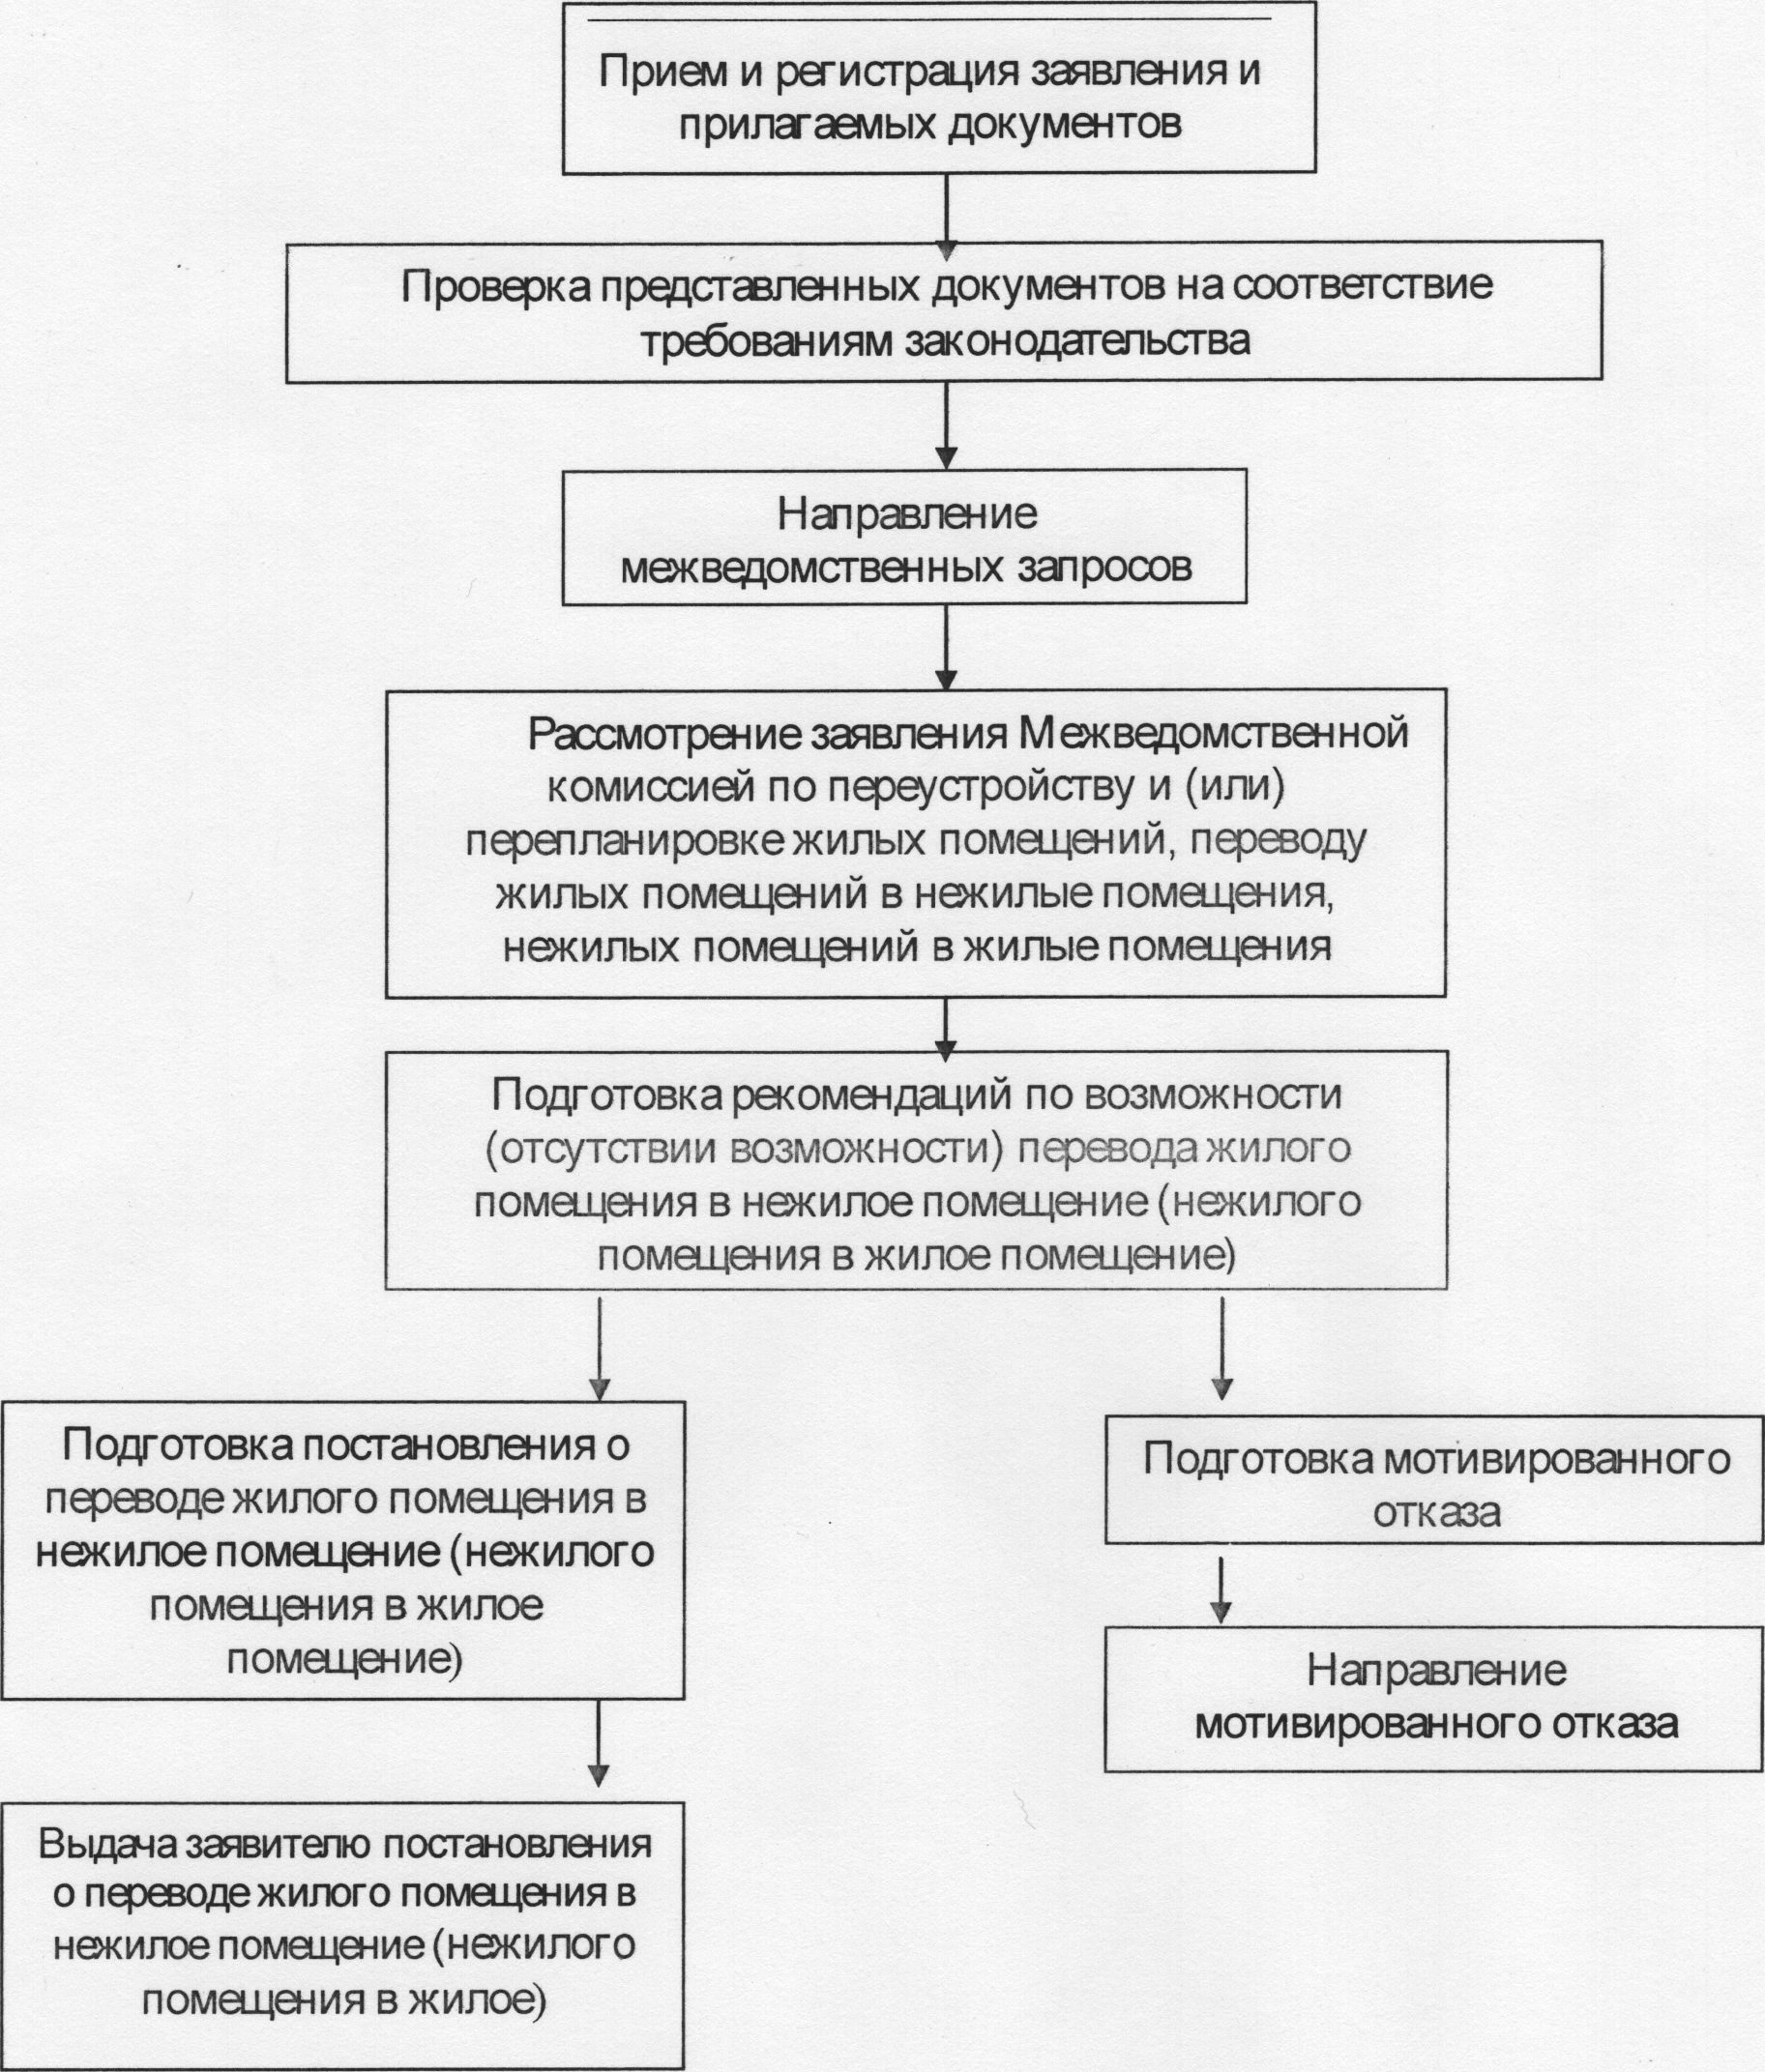 Прием и регистрация заявления и
прилагаемых документов
Проверка представленных документов на соответствие
требованиям законодательства
Направление
межведомственных запросов
Рассмотрение заявления Межведомственной
комиссией по переустройству и (или)
перепланировке жилых помещений, переводу
жилых помещений в нежилые помещения,
нежилых помещений в жилые помещения
Подготовка рекомендаций по возможности
(отсутствии возможности) перевода жилого
помещения в нежилое помещение (нежилого
помещения в жилое помещение)
Подготовка постановления о
переводе жилого помещения в
нежилое помещение (нежилого
помещения в жилое
помещение)
Подготовка мотивированного
отказа
Направление
мотивированного отказа
Выдача заявителю постановления
о переводе жилого помещения в
нежилое помещение (нежилого
помещения в жилое)